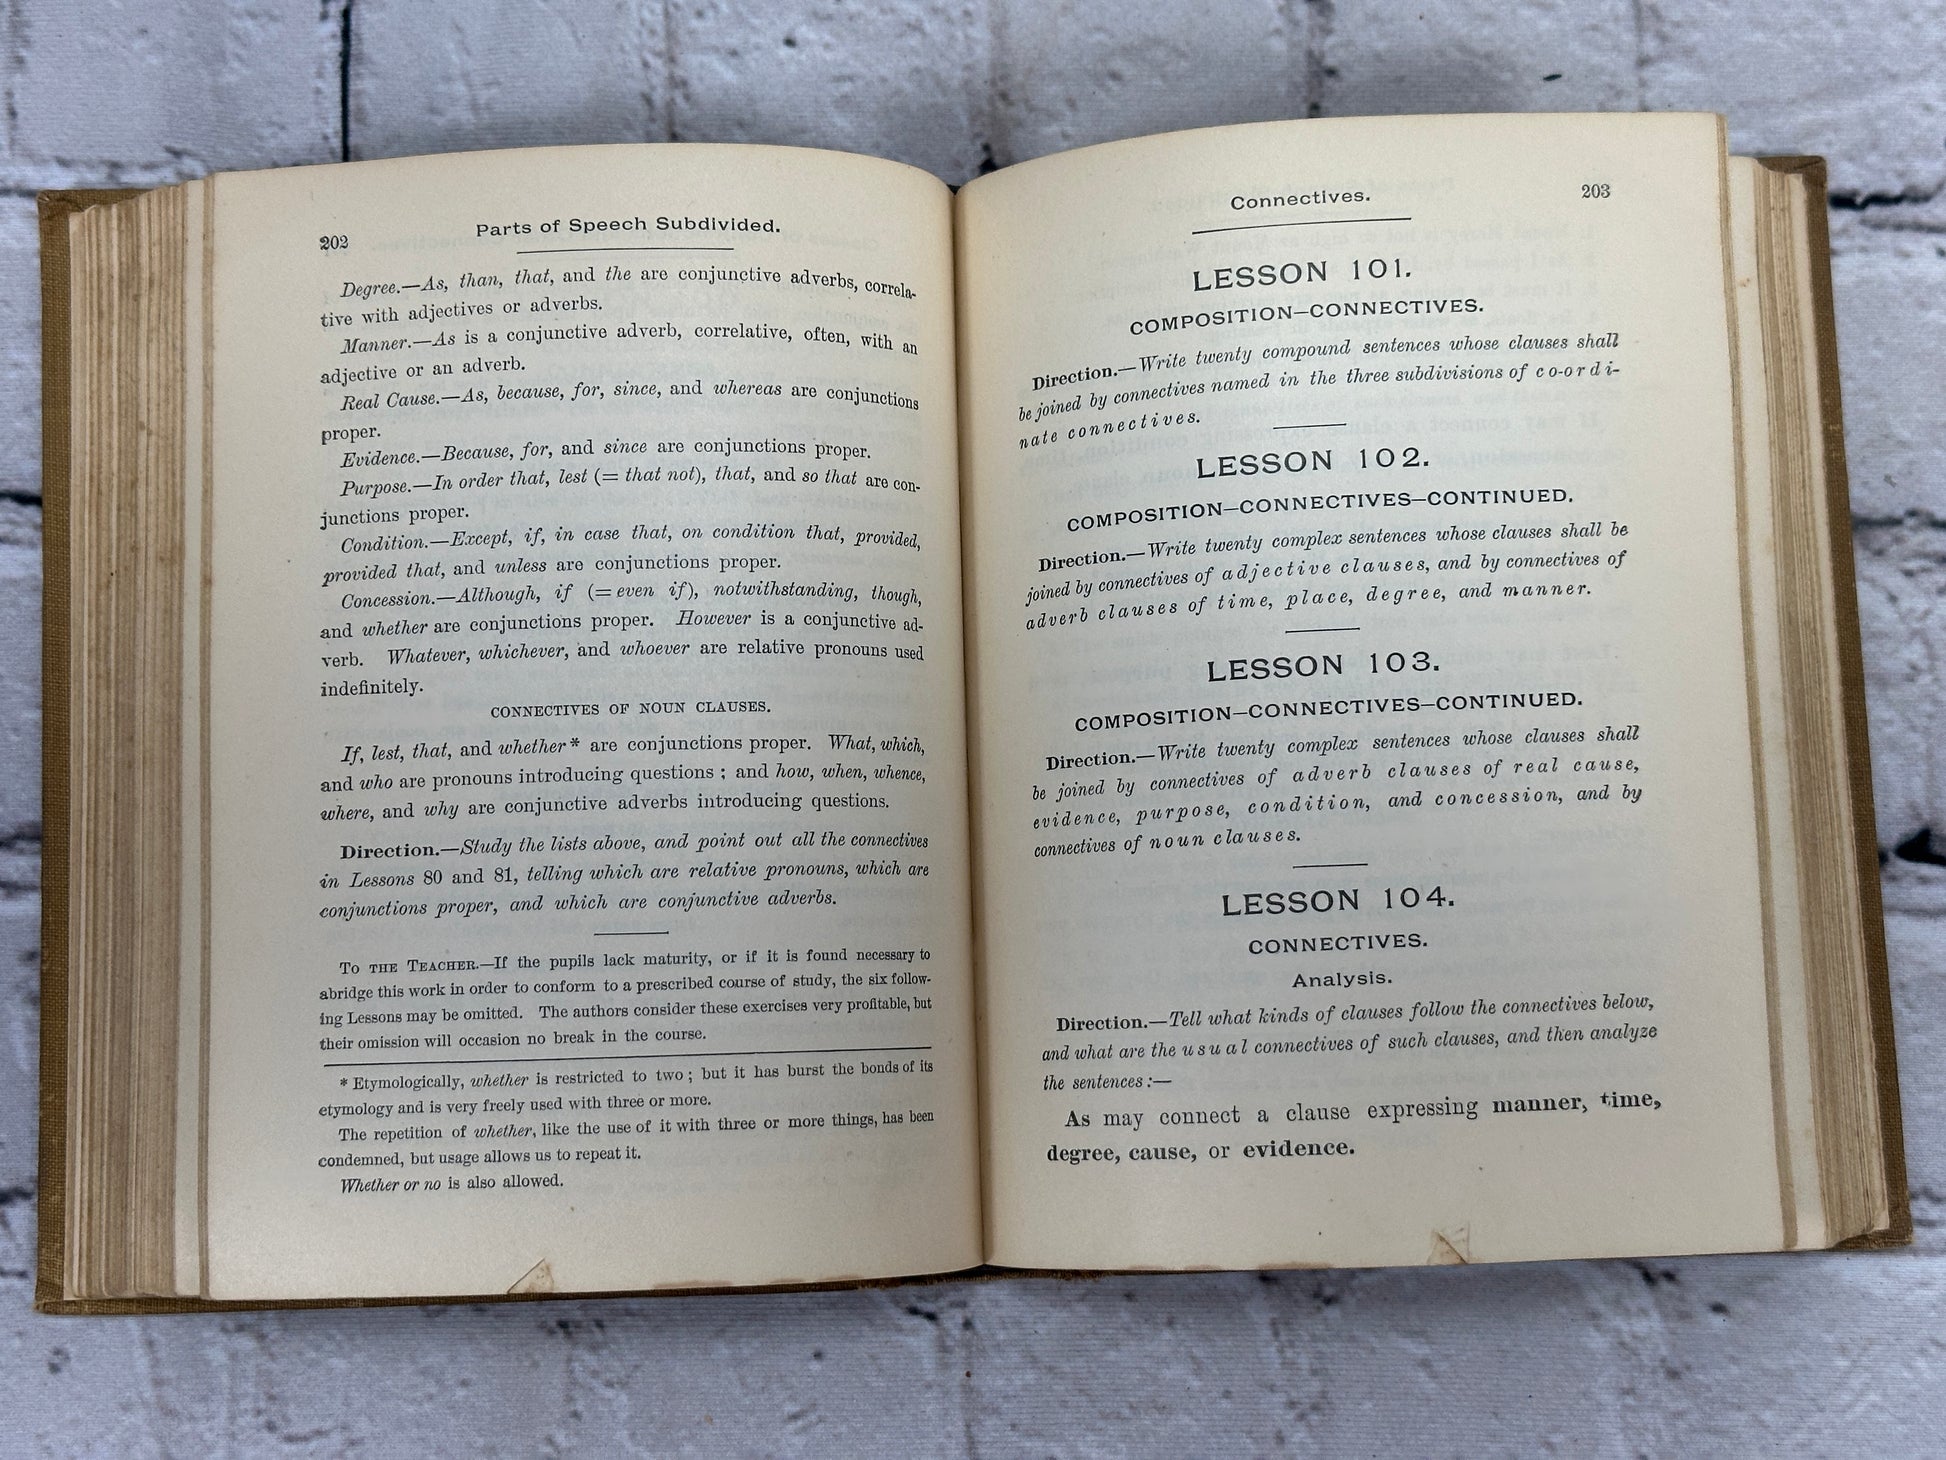 202
Parts of Speech Subdivided.
Degree.—As, than, that, and the are conjunctive adverbs, correla-
tive with adjectives or adverbs.
Manner.—As is a conjunctive adverb, correlative, often, with an
adjective or an adverb.
Real Cause.—As, because, for, since, and whereas are conjunctions
proper.
Evidence.—Because, for, and since are conjunctions proper.
Purpose.—In order that, lest (= that not), that, and so that are con-
junctions proper.
Condition.—Except, if, in case that, on condition that, provided,
provided that, and unless are conjunctions proper.
Concession.—Although, if (= even if), notwithstanding, though,
and whether are conjunctions proper. However is a conjunctive ad-
verb. Whatever, whichever, and whoever are relative pronouns used
indefinitely.
CONNECTIVES OF NOUN CLAUSES.
If, lest, that, and whether* are conjunctions proper. What, which,
and who are pronouns introducing questions ; and how, when, whence,
where, and why are conjunctive adverbs introducing questions.
Direction.—Study the lists above, and point out all the connectives
in Lessons 80 and 81, telling which are relative pronouns, which are
conjunctions proper, and which are conjunctive adverbs.
TO THE TEACHER.—If the pupils lack maturity, or if it is found necessary to
abridge this work in order to conform to a prescribed course of study, the six follow-
ing Lessons may be omitted. The authors consider these exercises very profitable, but
their omission will occasion no break in the course.
* Etymologically, whether is restricted to two ; but it has burst the bonds of its
etymology and is very freely used with three or more.
The repetition of whether, like the use of it with three or more things, has been
condemned, but usage allows us to repeat it.
Whether or no is also allowed.
Connectives.
203
LESSON 101.
COMPOSITION—CONNECTIVES.
Direction.—Write twenty compound sentences whose clauses shall
be joined by connectives named in the three subdivisions of co-ordi-
nate connectives.
LESSON 102.
COMPOSITION—CONNECTIVES—CONTINUED.
Direction.—Write twenty complex sentences whose clauses shall be
joined by connectives of adjective clauses, and by connectives of
adverb clauses of time, place, degree, and manner.
LESSON 103.
COMPOSITION—CONNECTIVES—CONTINUED.
Direction.—Write twenty complex sentences whose clauses shall
be joined by connectives of adverb clauses of real cause,
evidence, purpose, condition, and concession, and by
connectives of noun clauses.
LESSON 104.
CONNECTIVES.
Analysis.
Direction.—Tell what kinds of clauses follow the connectives below,
and what are the usual connectives of such clauses, and then analyze
the sentences :—
As may connect a clause expressing manner, time,
degree, cause, or evidence.